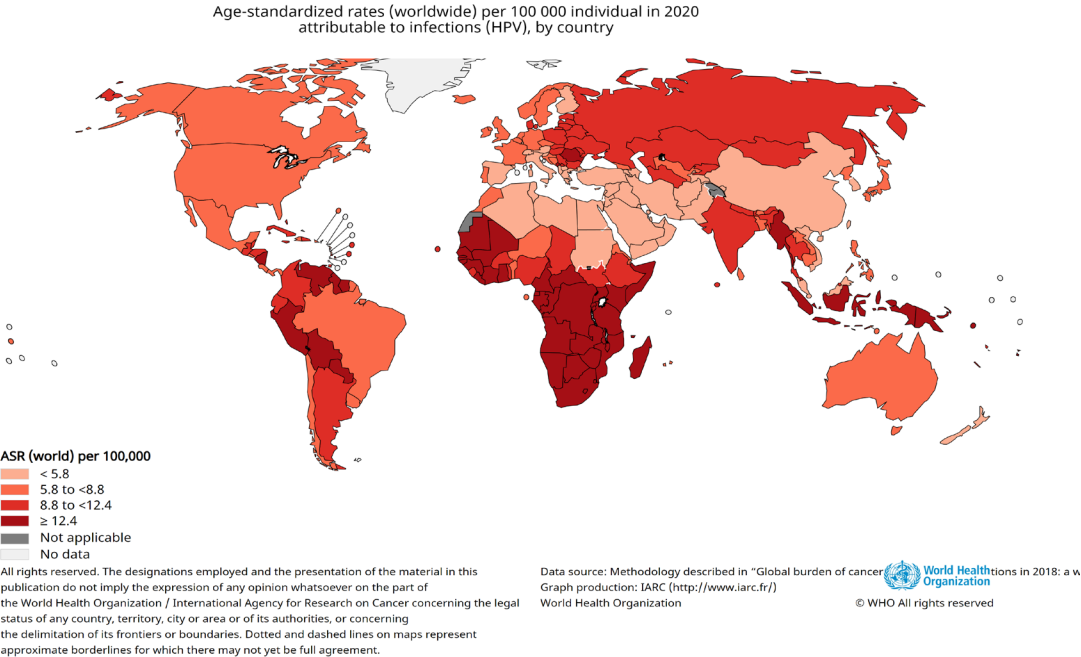 Age-standardized rates (worldwide) per 100 000 individual in 2020
attributable to infections (HPV), by country
ASR (world) per 100,000
< 5.8
5.8 to <8.8
8.8 to <12.4
≥ 12.4
Not applicable
No data
All rights reserved. The designations employed and the presentation of the material in this
publication do not imply the expression of any opinion whatsoever on the part of
the World Health Organization / International Agency for Research on Cancer concerning the legal
status of any country, territory, city or area or of its authorities, or concerning
the delimitation of its frontiers or boundaries. Dotted and dashed lines on maps represent
approximate borderlines for which there may not yet be full agreement.
Data source: Methodology described in “Global burden of cancer tions in 2018: a w
Graph production: IARC (http://www.iarc.fr/)
World Health Organization
World Health
Organization
© WHO All rights reserved